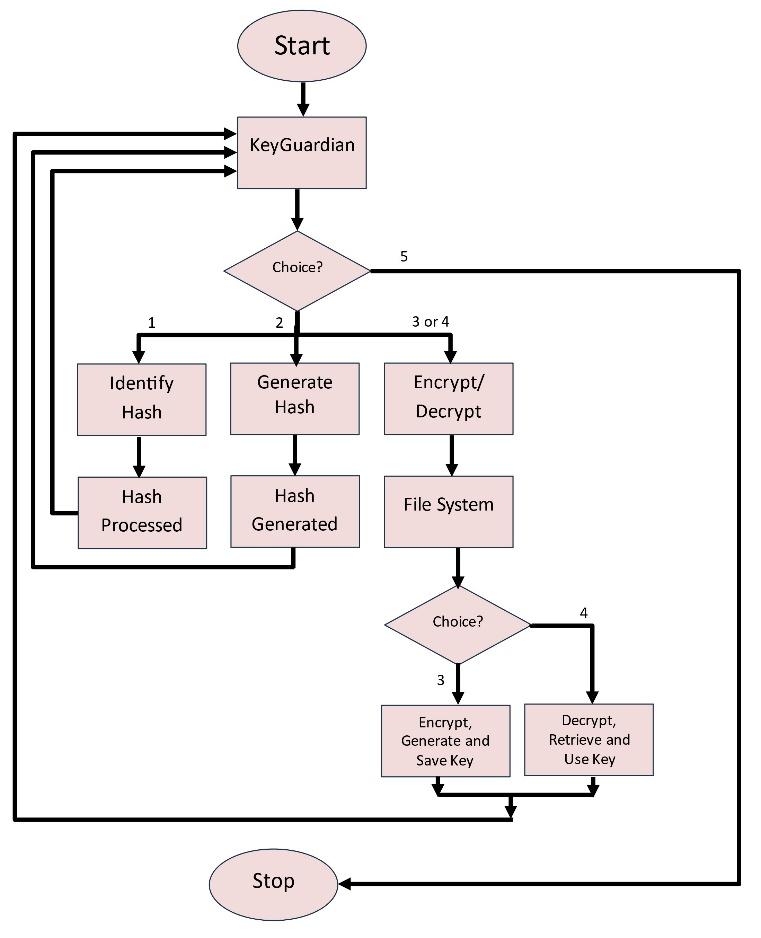 Start
KeyGuardian
Choice?
5
1
2
3 or 4
Identify
Hash
Generate
Hash
Encrypt/
Decrypt
Hash
Processed
Hash
Generated
File System
Choice?
4
3
Encrypt,
Generate and
Save Key
Decrypt,
Retrieve and
Use Key
Stop